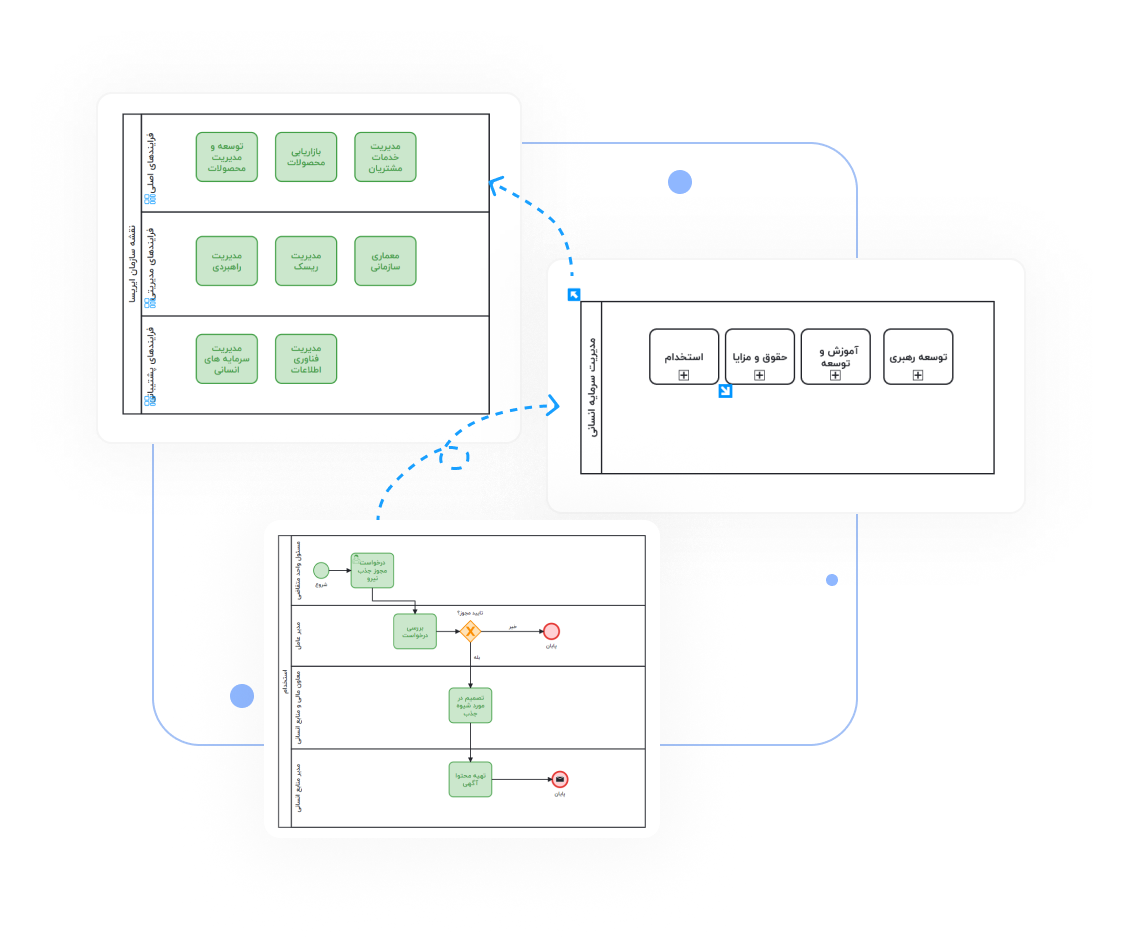 نقشه سازمان ایریسا
فرایندهای اصلی
توسعه و
مدیریت
محصولات
بازاریابی
محصولات
مدیریت
خدمات
مشتریان
فرایندهای مدیریتی
مدیریت
راهبردی
مدیریت
ریسک
معماری
سازمانی
فرایندهای پشتیبانی
مدیریت
سرمایه های
انسانی
مدیریت
فناوری
اطلاعات
مدیریت سرمایه انسانی
استخدام
حقوق و مزایا
آموزش و
توسعه
توسعه رهبری
استخدام
مسئول واحد متقاضی
شروع
درخواست
مجوز جذب
نیرو
مدیر عامل
بررسی
درخواست
تایید مجوز؟
خیر
پایان
بله
معاون مالی و منابع انسانی
تصمیم در
مورد شیوه
جذب
مدیر منابع انسانی
تهیه محتوا
آگهی
پایان